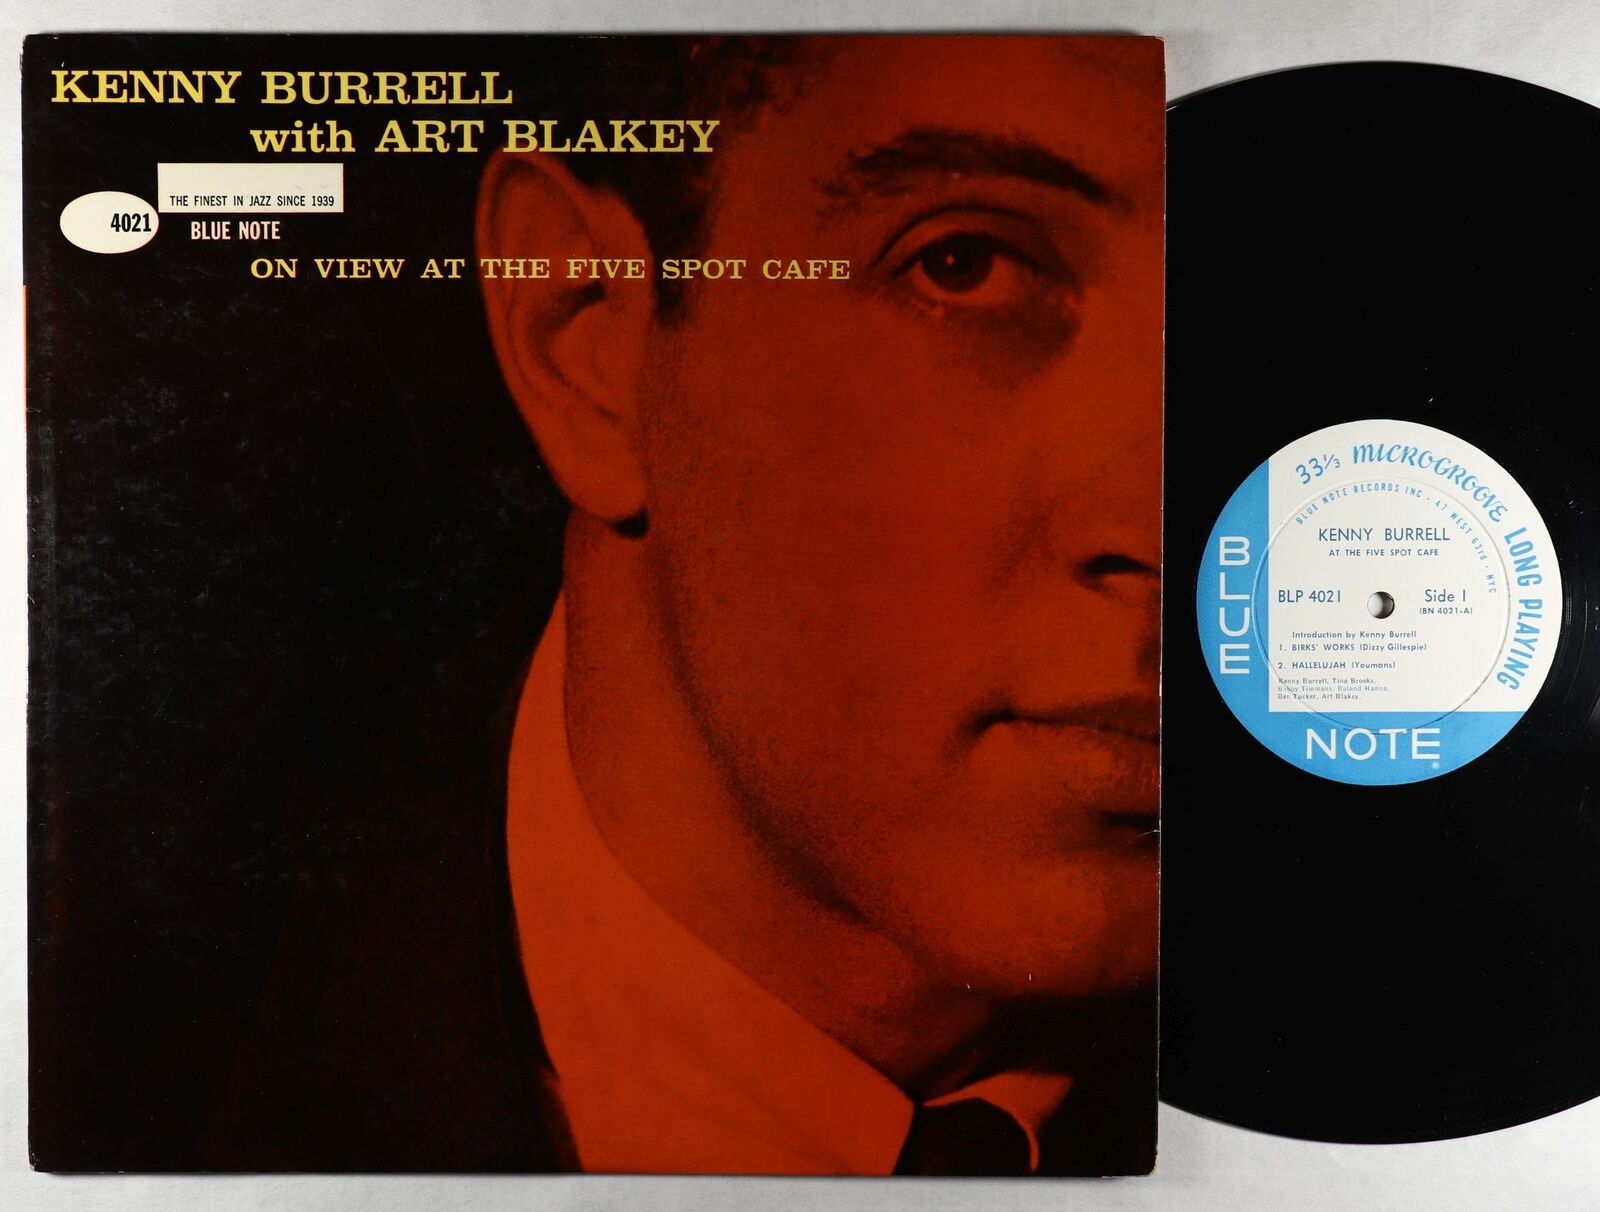 KENNY BURRELL
with ART BLAKEY
THE FINEST IN JAZZ SINCE 1939
4021
BLUE NOTE
ON VIEW AT THE FIVE SPOT CAFE
33⅓ MICROGROOVE LONG PLAYING
BLUE NOTE RECORDS INC · 47 WEST 63rd · NYC
KENNY BURRELL
AT THE FIVE SPOT CAFE
BLP 4021
Side 1
(BN 4021-A)
Introduction by Kenny Burrell
1. BIRKS' WORKS (Dizzy Gillespie)
2. HALLELUJAH (Youmans)
Kenny Burrell, Tina Brooks,
Bobby Timmons, Roland Hanna,
Ben Tucker, Art Blakey.
BLUE
NOTE
®